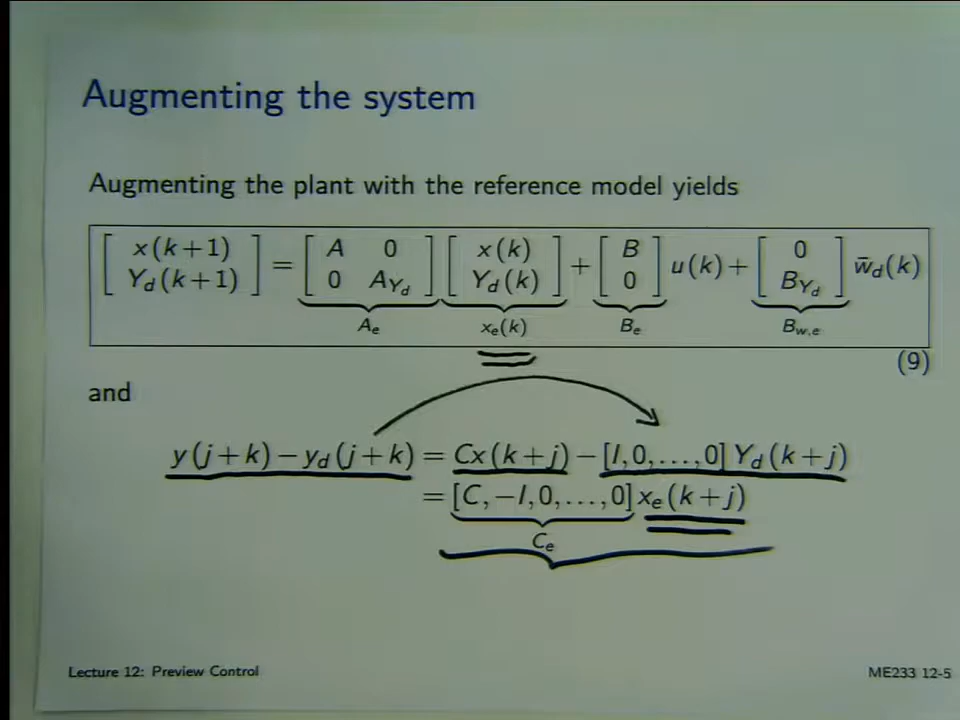 Augmenting the system
Augmenting the plant with the reference model yields
[ x(k+1) ; Y_d(k+1) ] = [ A 0 ; 0 A_{Y_d} ] [ x(k) ; Y_d(k) ] + [ B ; 0 ] u(k) + [ 0 ; B_{Y_d} ] w̄_d(k)
A_e x_e(k) B_e B_{w,e}
(9)
and
y(j+k) − y_d(j+k) = Cx(k+j) − [I,0,...,0] Y_d(k+j)
= [C,−I,0,...,0] x_e(k+j)
C_e
Lecture 12: Preview Control
ME233 12-5